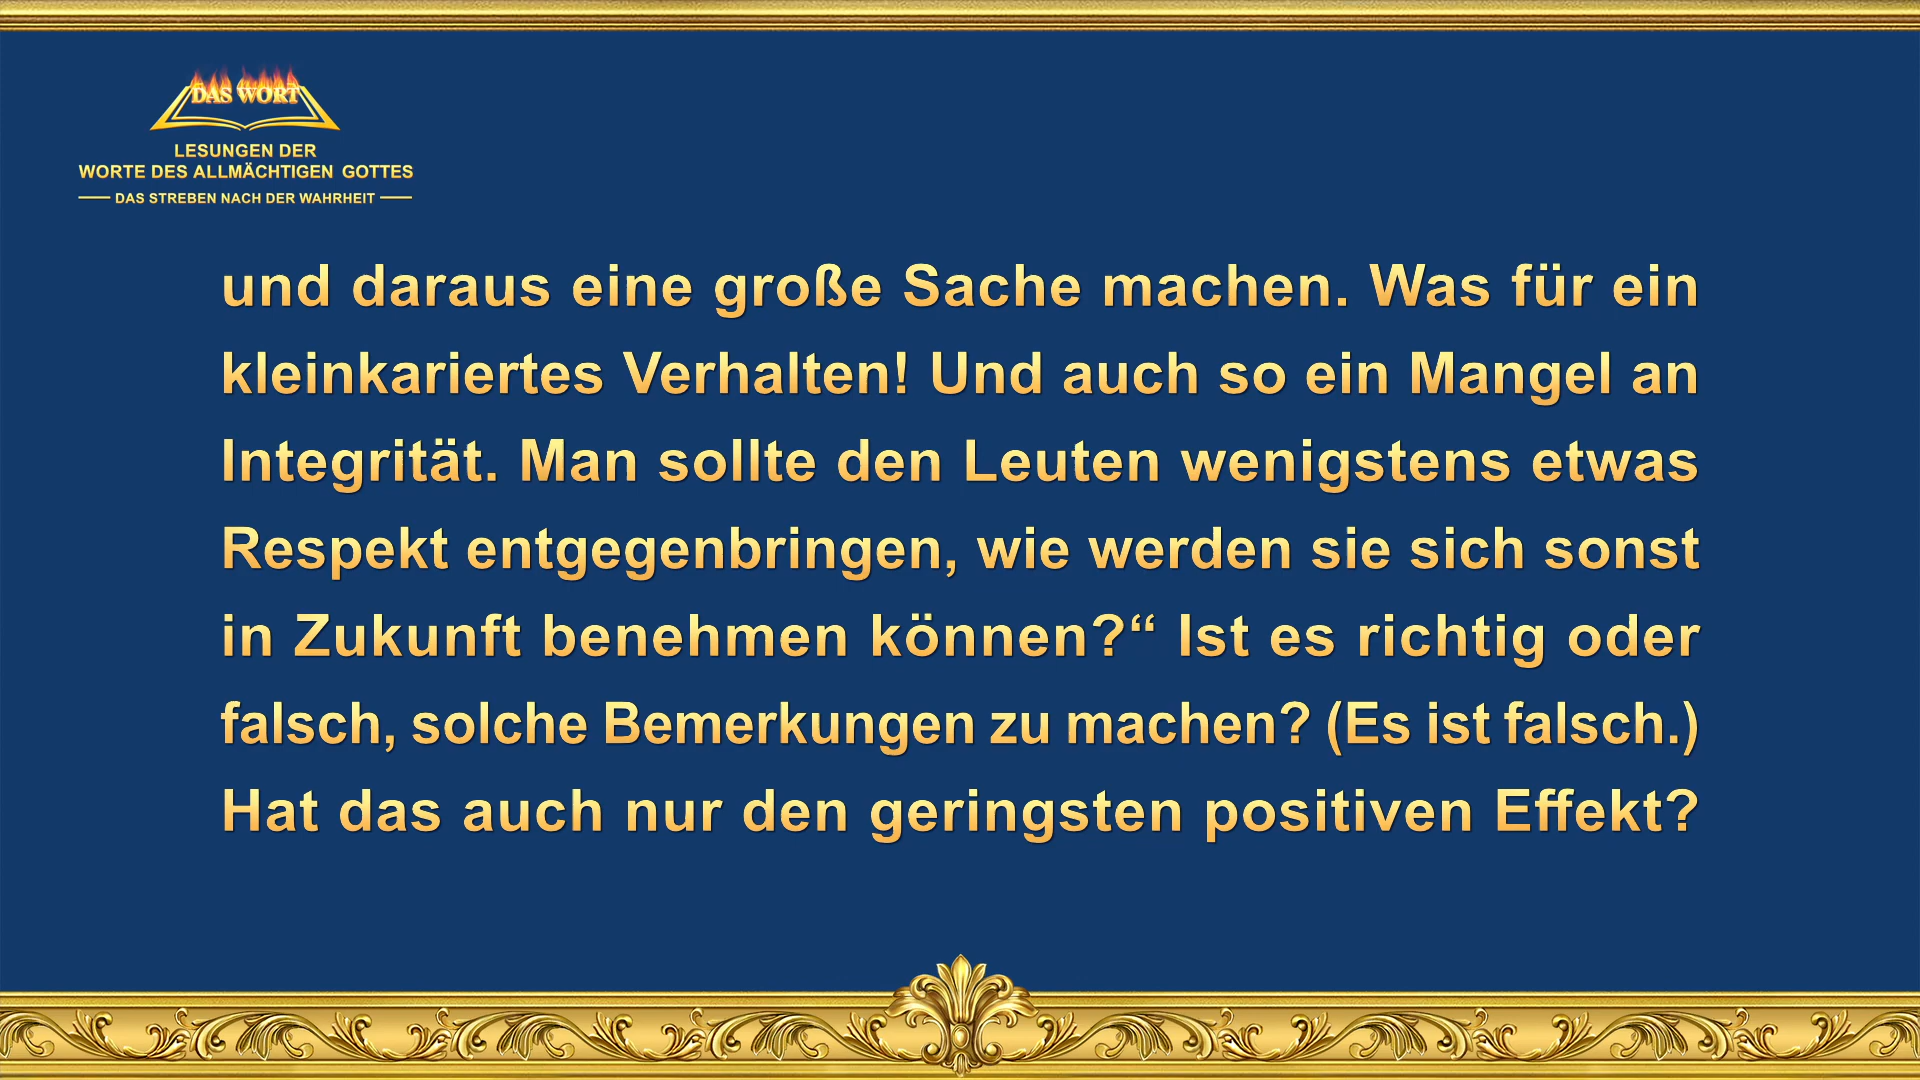 DAS WORT
LESUNGEN DER
WORTE DES ALLMÄCHTIGEN GOTTES
DAS STREBEN NACH DER WAHRHEIT
und daraus eine große Sache machen. Was für ein
kleinkariertes Verhalten! Und auch so ein Mangel an
Integrität. Man sollte den Leuten wenigstens etwas
Respekt entgegenbringen, wie werden sie sich sonst
in Zukunft benehmen können?“ Ist es richtig oder
falsch, solche Bemerkungen zu machen? (Es ist falsch.)
Hat das auch nur den geringsten positiven Effekt?